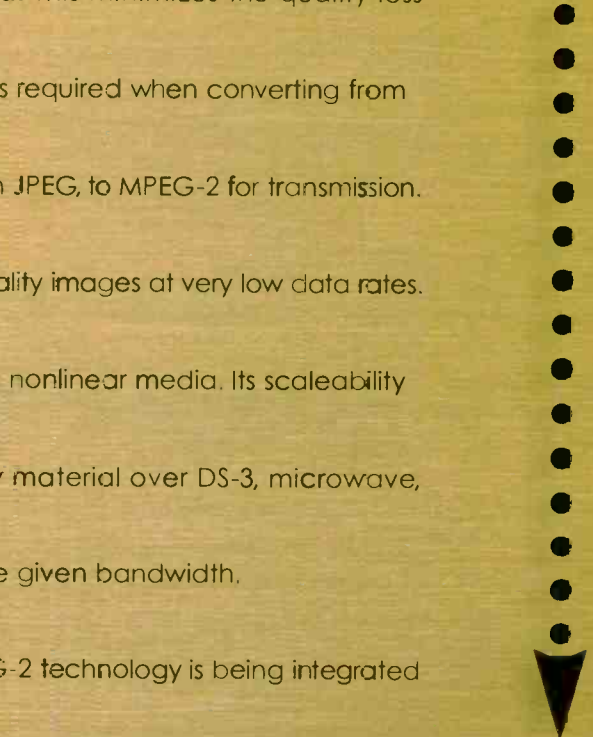 required when converting from
JPEG, to MPEG-2 for transmission.
images at very low data rates.
nonlinear media. Its scaleability
material over DS-3, microwave,
given bandwidth.
-2 technology is being integrated